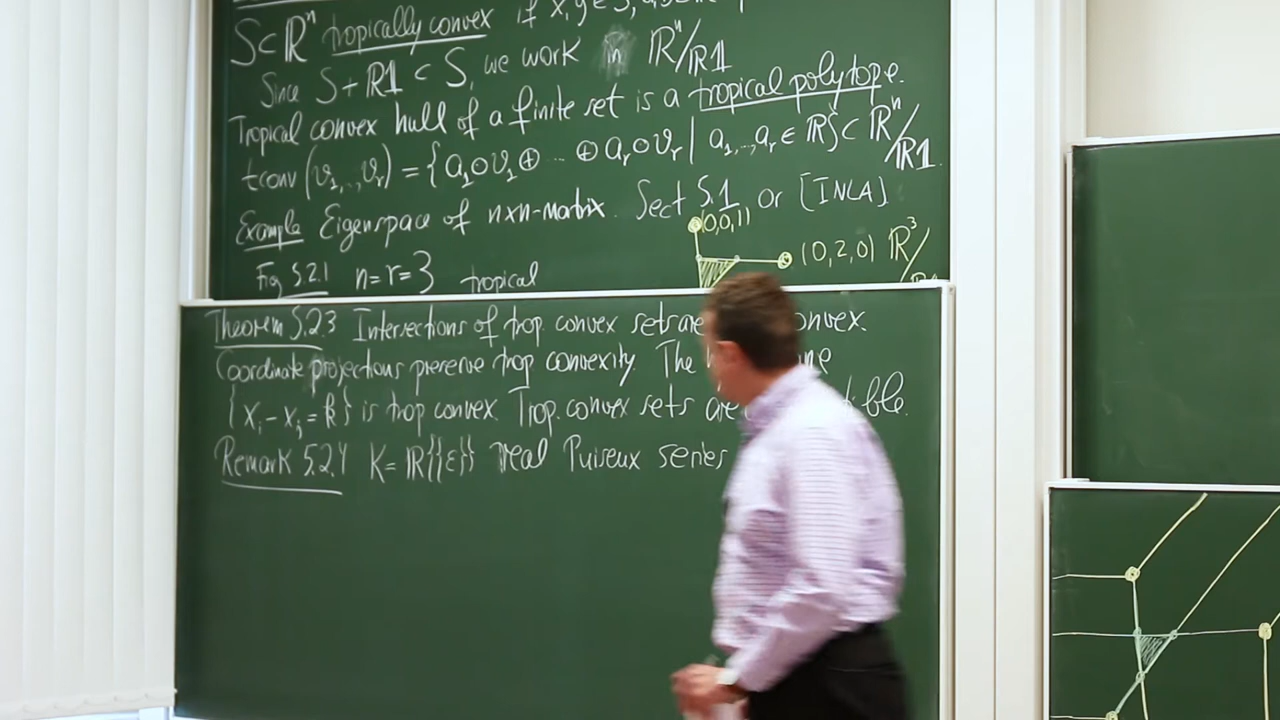 S⊂ℝⁿ tropically convex if x, y ∈ S,
Since S+ℝ𝟙 ⊂ S, we work in ℝⁿ/ℝ𝟙
Tropical convex hull of a finite set is a tropical polytope.
tconv(v₁,..,vᵣ) = {a₁⊙v₁⊕ ... ⊕aᵣ⊙vᵣ | a₁,..,aᵣ ∈ ℝ} ⊂ ℝⁿ/ℝ𝟙.
Example Eigenspace of n×n-matrix. Sect 5.1 or [INLA]
(0,0,1)
(0,2,0) ℝ³/
Fig 5.2.1 n=r=3 tropical
Theorem 5.2.3 Intersections of trop. convex sets convex.
Coordinate projections preserve trop convexity. The
{xᵢ-xⱼ=k} is trop convex. Trop. convex sets are ble.
Remark 5.2.4 K=ℝ{{ε}} real Puiseux series